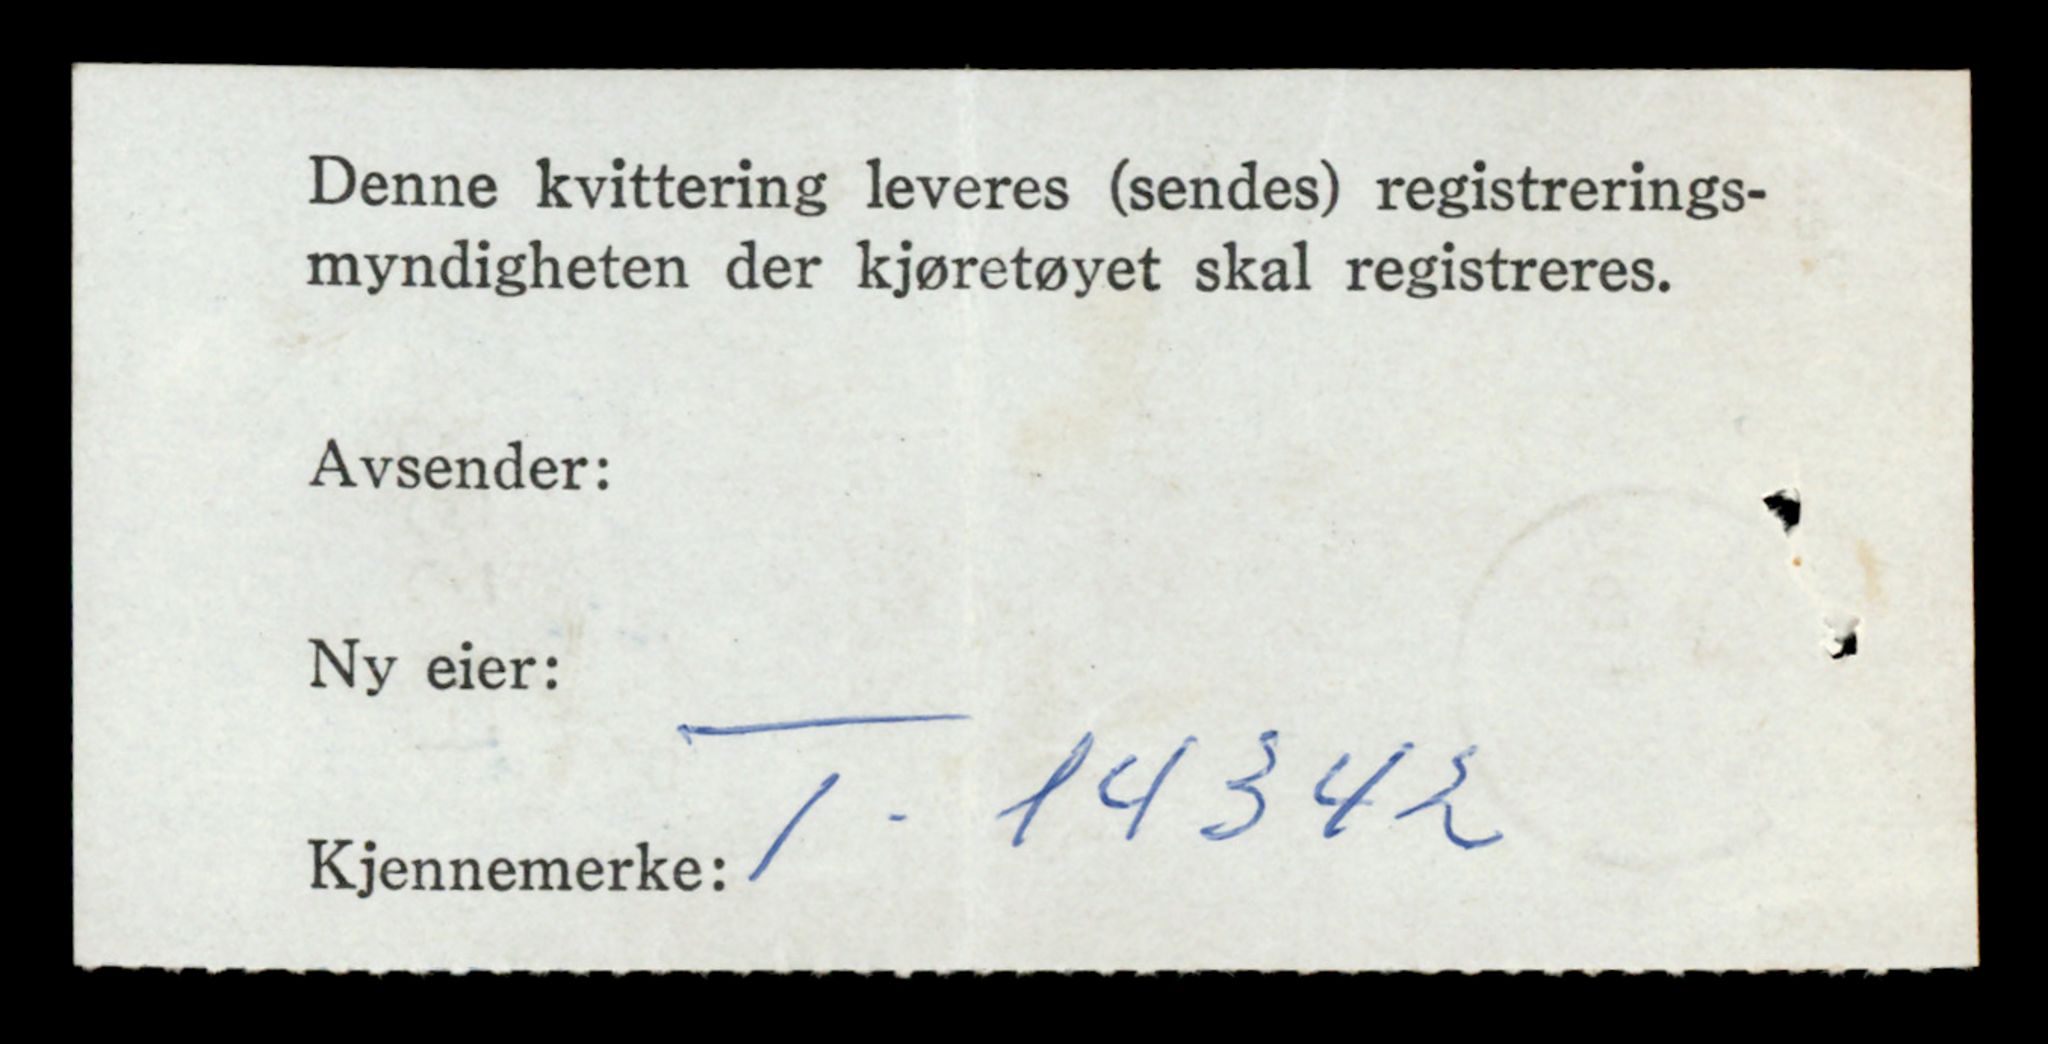 Denne kvittering leveres (sendes) registrerings-
myndigheten der kjøretøyet skal registreres.
Avsender:
Ny eier:
Kjennemerke: T - 14342